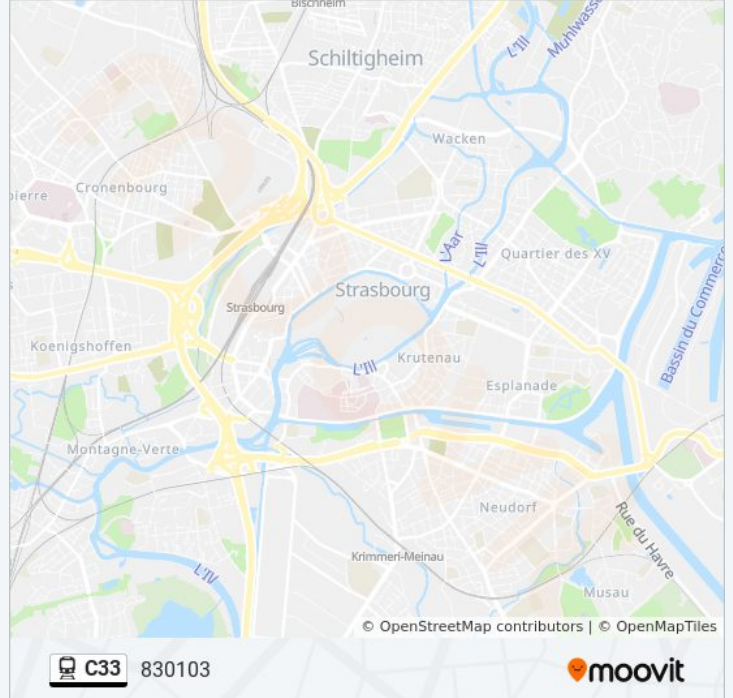 Bischheim
L'Ill
Muhlwasse
Schiltigheim
Wacken
pierre
Cronenbourg
L'Aar
L'Ill
Quartier des XV
Bassin du Commerce
Strasbourg
Strasbourg
s
Koenigshoffen
L'Ill
Krutenau
Esplanade
Montagne-Verte
Neudorf
Rue du Havre
Krimmeri-Meinau
L'Ill
Musau
© OpenStreetMap contributors | © OpenMapTiles
C33 830103
moovit